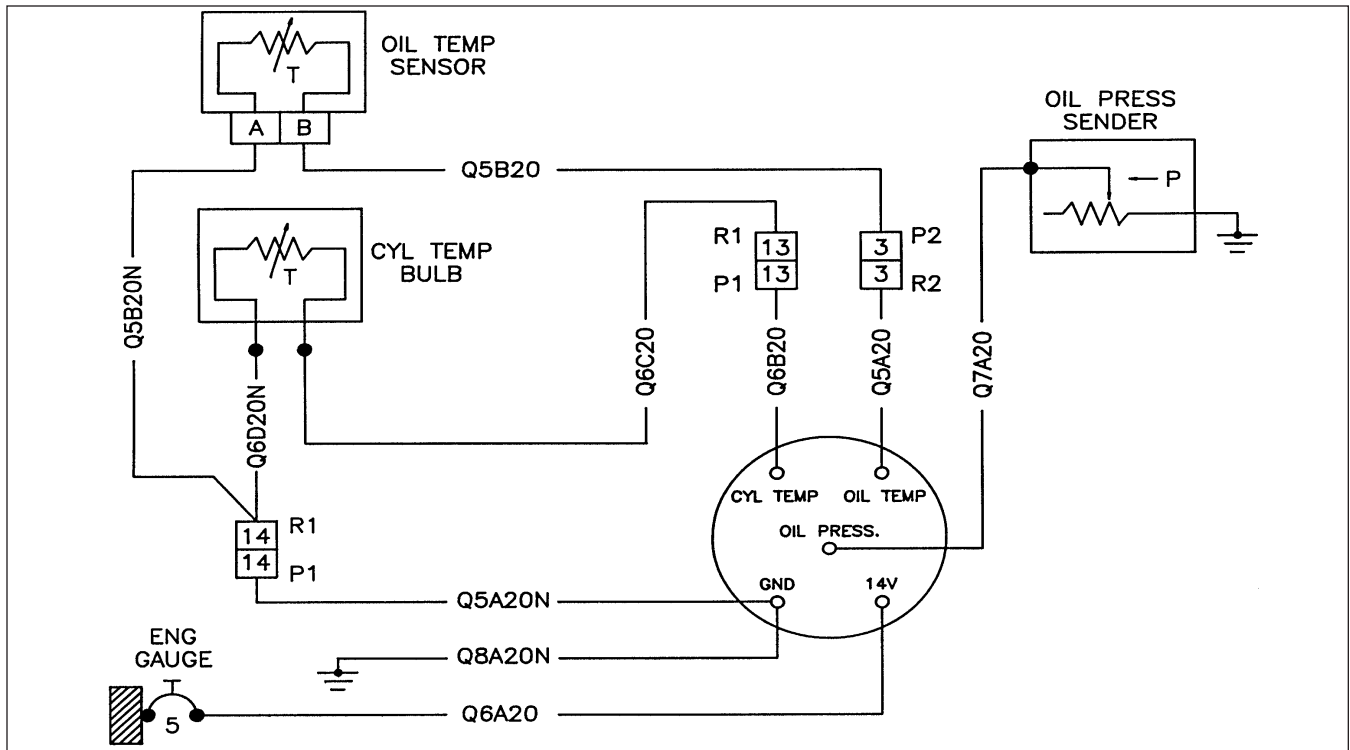 OIL TEMP
SENSOR
T
A B
OIL PRESS
SENDER
P
Q5B20
CYL TEMP
BULB
T
R1 13
P1 13
3 P2
3 R2
Q5B20N
Q6D20N
Q6C20
Q6B20
Q5A20
Q7A20
CYL TEMP OIL TEMP
OIL PRESS.
GND 14V
14 R1
14 P1
Q5A20N
Q8A20N
ENG
GAUGE
5
Q6A20